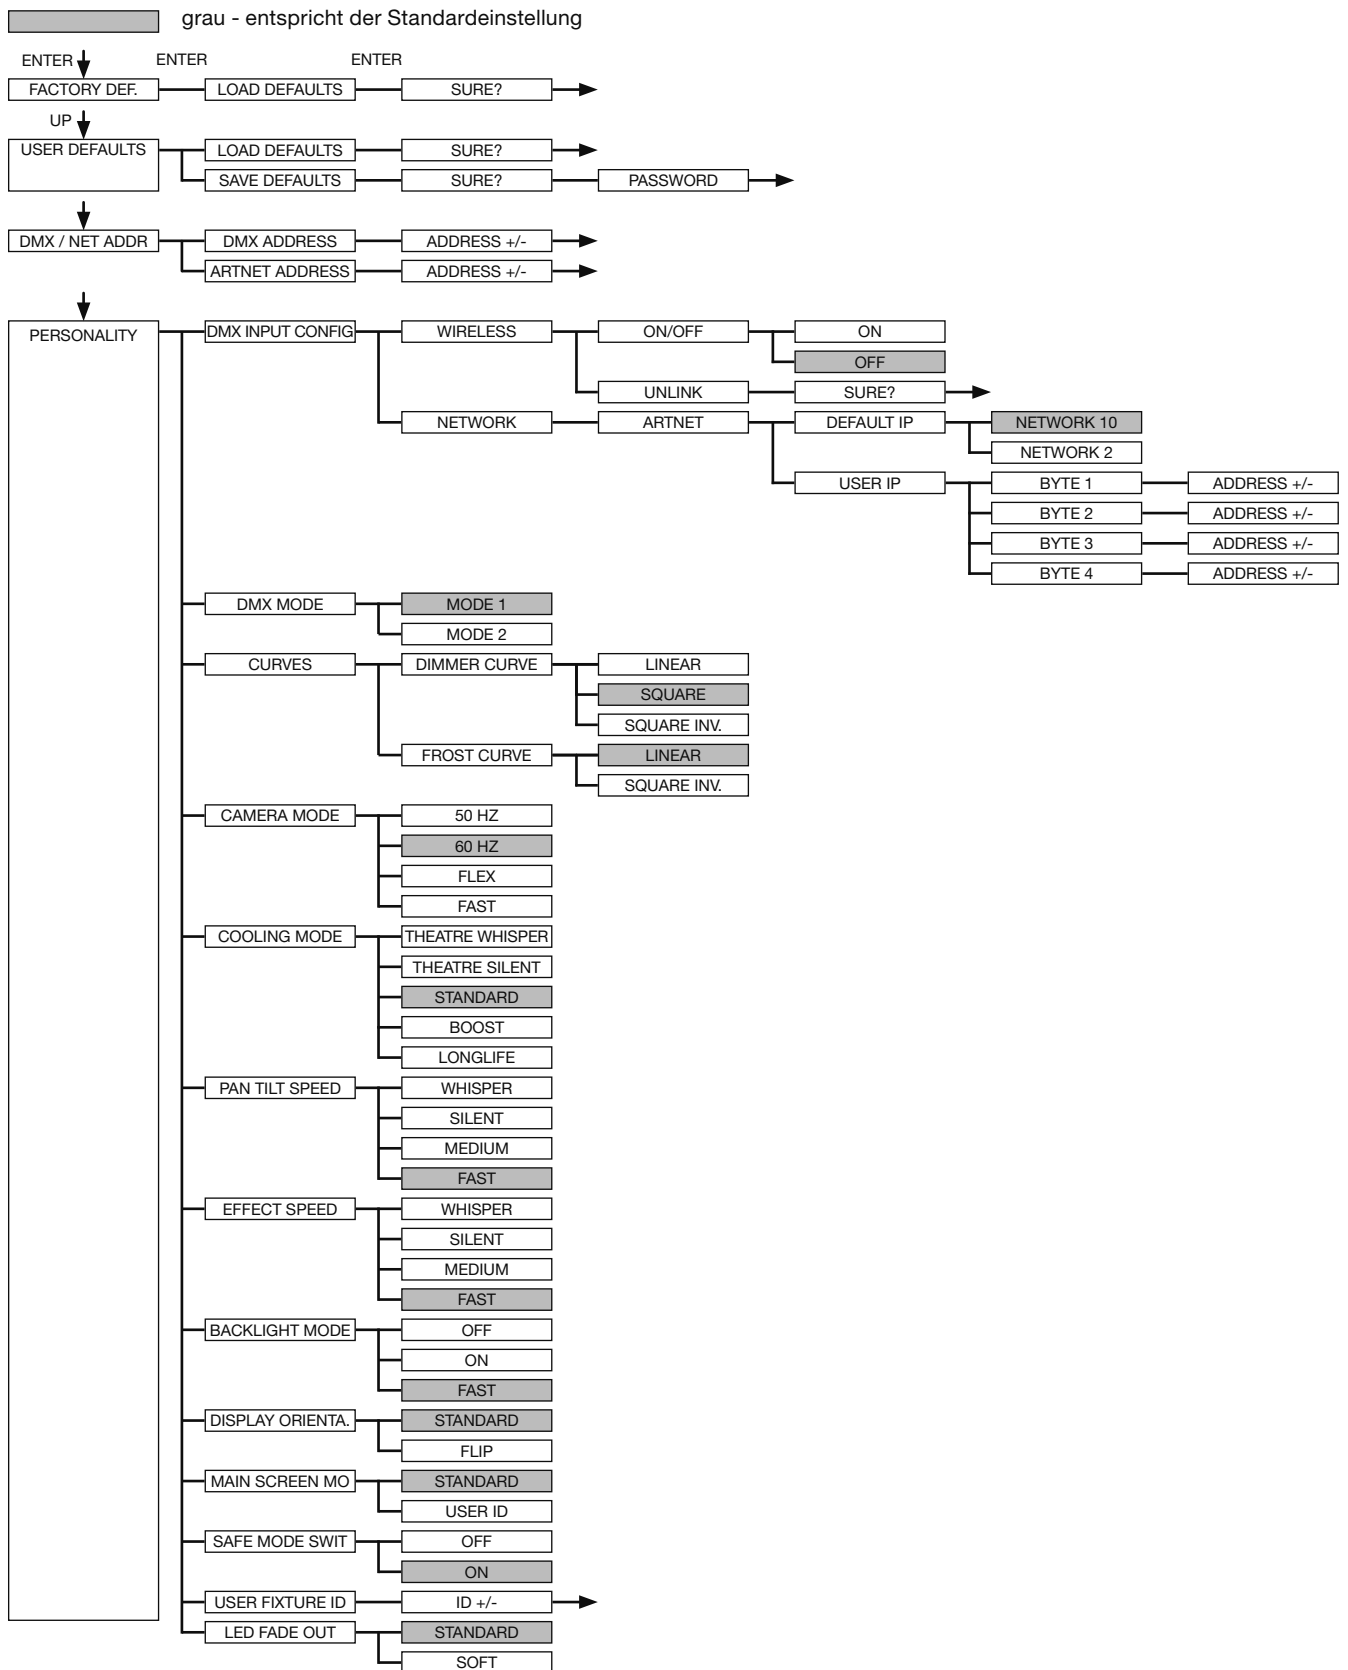 grau - entspricht der Standardeinstellung
ENTER ENTER ENTER
FACTORY DEF. LOAD DEFAULTS SURE?
UP
USER DEFAULTS LOAD DEFAULTS SURE?
SAVE DEFAULTS SURE? PASSWORD
DMX / NET ADDR DMX ADDRESS ADDRESS +/-
ARTNET ADDRESS ADDRESS +/-
PERSONALITY DMX INPUT CONFIG WIRELESS ON/OFF ON
OFF
UNLINK SURE?
NETWORK ARTNET DEFAULT IP NETWORK 10
NETWORK 2
USER IP BYTE 1 ADDRESS +/-
BYTE 2 ADDRESS +/-
BYTE 3 ADDRESS +/-
BYTE 4 ADDRESS +/-
DMX MODE MODE 1
MODE 2
CURVES DIMMER CURVE LINEAR
SQUARE
SQUARE INV.
FROST CURVE LINEAR
SQUARE INV.
CAMERA MODE 50 HZ
60 HZ
FLEX
FAST
COOLING MODE THEATRE WHISPER
THEATRE SILENT
STANDARD
BOOST
LONGLIFE
PAN TILT SPEED WHISPER
SILENT
MEDIUM
FAST
EFFECT SPEED WHISPER
SILENT
MEDIUM
FAST
BACKLIGHT MODE OFF
ON
FAST
DISPLAY ORIENTA. STANDARD
FLIP
MAIN SCREEN MO STANDARD
USER ID
SAFE MODE SWIT OFF
ON
USER FIXTURE ID ID +/-
LED FADE OUT STANDARD
SOFT